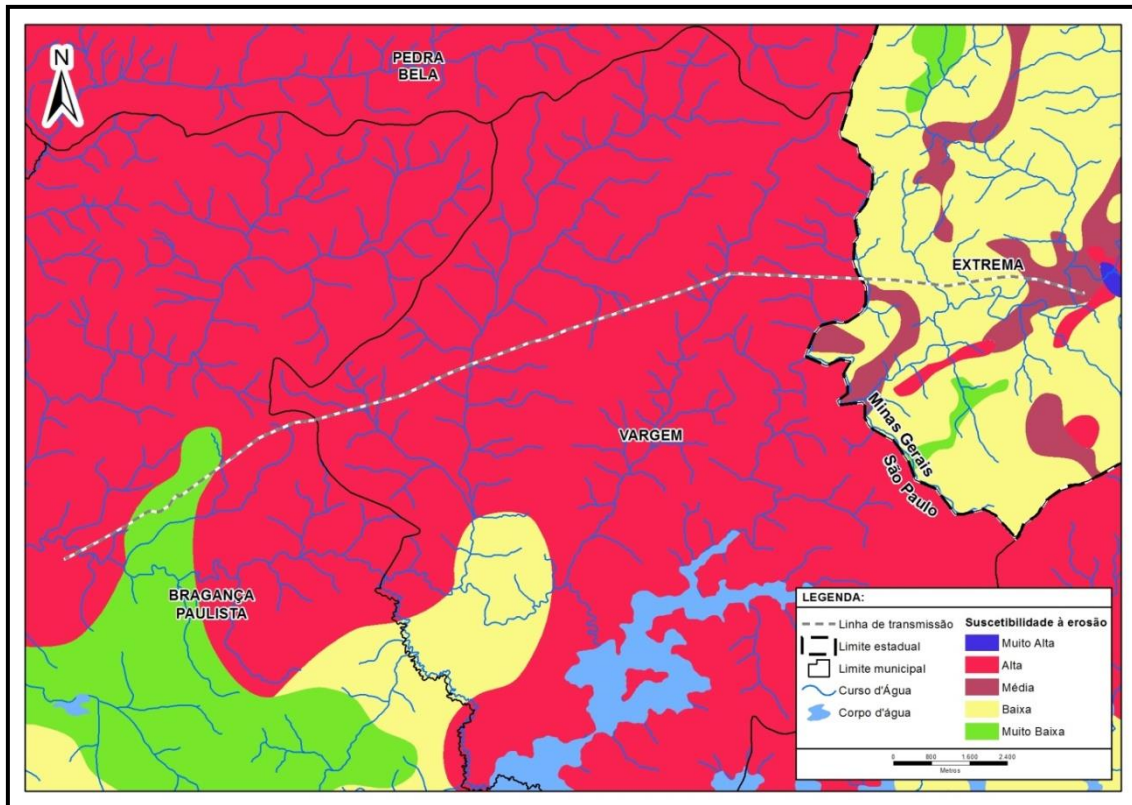 N
PEDRA
BELA
EXTREMA
VARGEM
Minas Gerais
São Paulo
BRAGANÇA
PAULISTA
LEGENDA:
Linha de transmissão
Limite estadual
Limite municipal
Curso d'Água
Corpo d'água
Suscetibilidade à erosão
Muito Alta
Alta
Média
Baixa
Muito Baixa
0 800 1.600 2.400
Metros